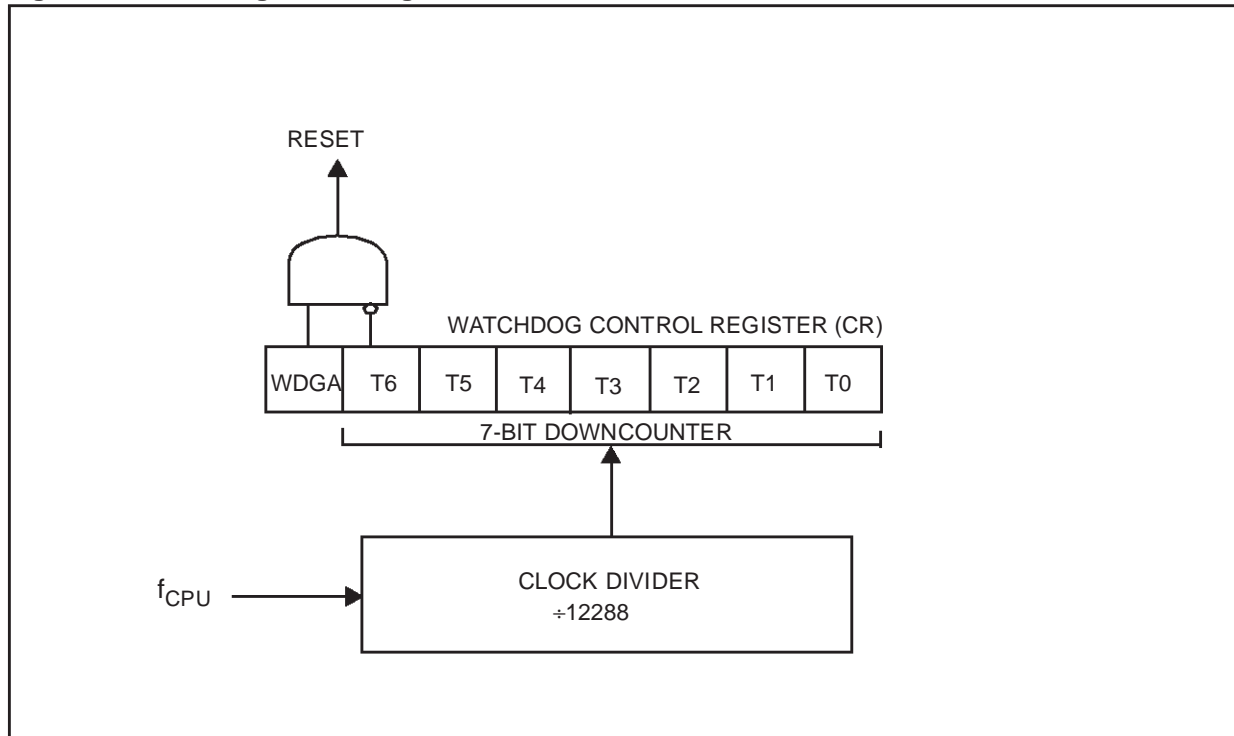 RESET
WATCHDOG CONTROL REGISTER (CR)
WDGA T6 T5 T4 T3 T2 T1 T0
7-BIT DOWNCOUNTER
fCPU
CLOCK DIVIDER
÷12288